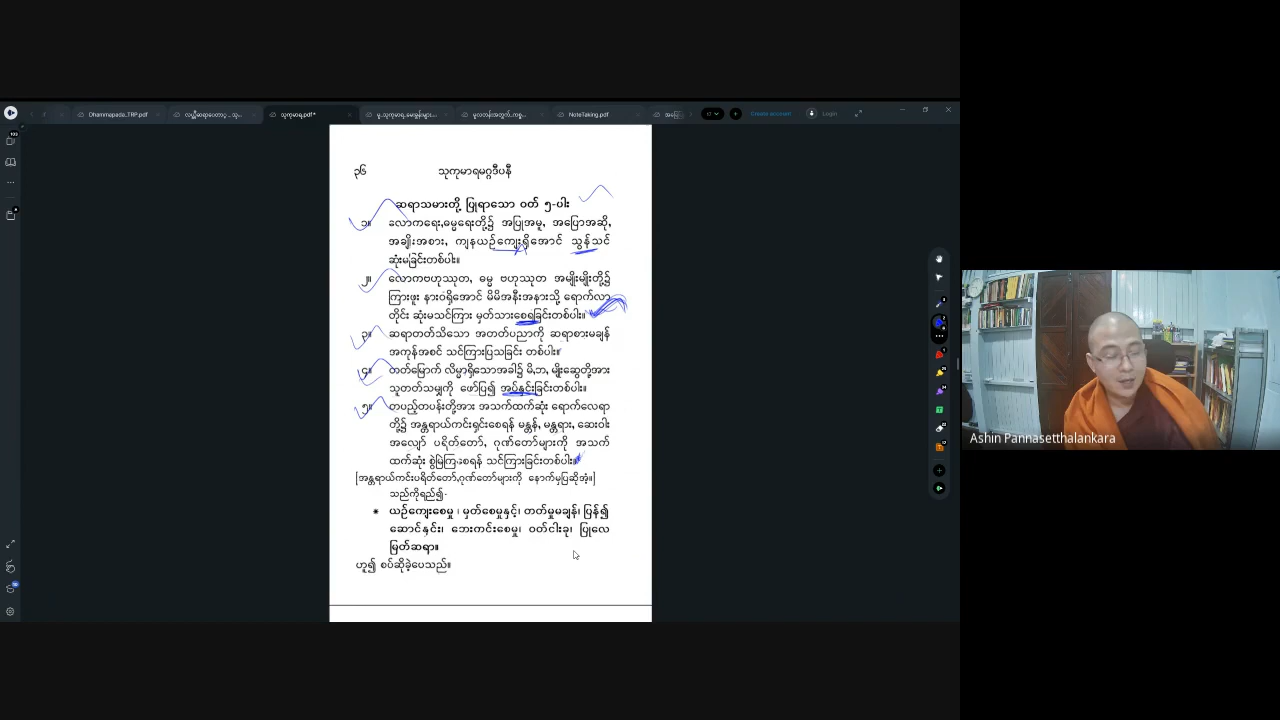 Dhammapada_TRP.pdf
သုကုမာရ.pdf*
NoteTaking.pdf
Create account
Login
၃၆ သုကုမာရမဂ္ဂဒီပနီ
ဆရာသမားတို့ ပြုရာသော ဝတ် ၅-ပါး
၁။ လောကရေး,ဓမ္မရေးတို့၌ အပြုအမူ, အပြောအဆို,
အချိုးအစား, ကျနယဉ်ကျေးရှိအောင် သွန်သင်
ဆုံးမခြင်းတစ်ပါး။
၂။ လောကဗဟုဿုတ, ဓမ္မ ဗဟုဿုတ အမျိုးမျိုးတို့၌
ကြားဖူး နားဝရှိအောင် မိမိအနီးအနားသို့ ရောက်လာ
တိုင်း ဆုံးမသင်ကြား မှတ်သားစေရခြင်းတစ်ပါး။
၃။ ဆရာတတ်သိသော အတတ်ပညာကို ဆရာစားမချန်
အကုန်အစင် သင်ကြားပြသခြင်း တစ်ပါး။
၄။ တတ်မြောက် လိမ္မာရှိသောအခါ၌ မိ,ဘ, မျိုးဆွေတို့အား
သူတတ်သမျှကို ဖော်ပြ၍ အပ်နှင်းခြင်းတစ်ပါး။
၅။ တပည့်တပန်းတို့အား အသက်ထက်ဆုံး ရောက်လေရာ
တို့၌ အန္တရာယ်ကင်းရှင်းစေရန် မန္တန်, မန္တရား, ဆေးဝါး
အလျော် ပရိတ်တော်, ဂုဏ်တော်များကို အသက်
ထက်ဆုံး စွဲမြဲကြစေရန် သင်ကြားခြင်းတစ်ပါး။
[အန္တရာယ်ကင်းပရိတ်တော်,ဂုဏ်တော်များကို နောက်မှပြဆိုအံ့။]
သည်ကိုရည်၍-
* ယဉ်ကျေးစေမှု၊ မှတ်စေမှုနှင့်၊ တတ်မှုမချန်၊ ပြန်၍
ဆောင်နှင်း၊ ဘေးကင်းစေမှု၊ ဝတ်ငါးခု၊ ပြုလေ
မြတ်ဆရာ။
ဟူ၍ စပ်ဆိုခဲ့ပေသည်။
Ashin Pannasetthalankara